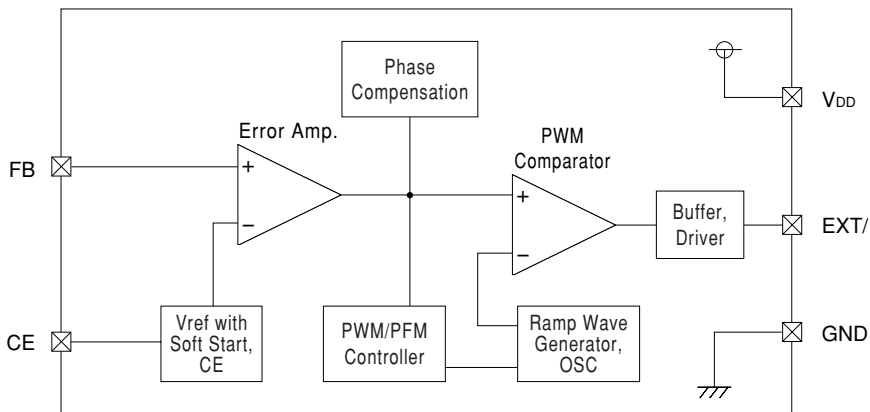 Phase
Compensation
VDD
Error Amp.
PWM
Comparator
FB
+
−
+
−
Buffer,
Driver
EXT/
Vref with
Soft Start,
CE
PWM/PFM
Controller
Ramp Wave
Generator,
OSC
CE
GND